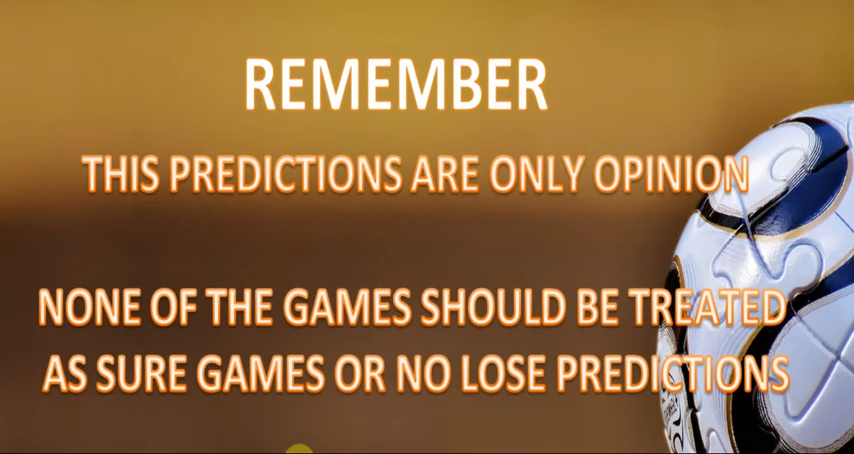 REMEMBER
THIS PREDICTIONS ARE ONLY OPINION
NONE OF THE GAMES SHOULD BE TREATED
AS SURE GAMES OR NO LOSE PREDICTIONS